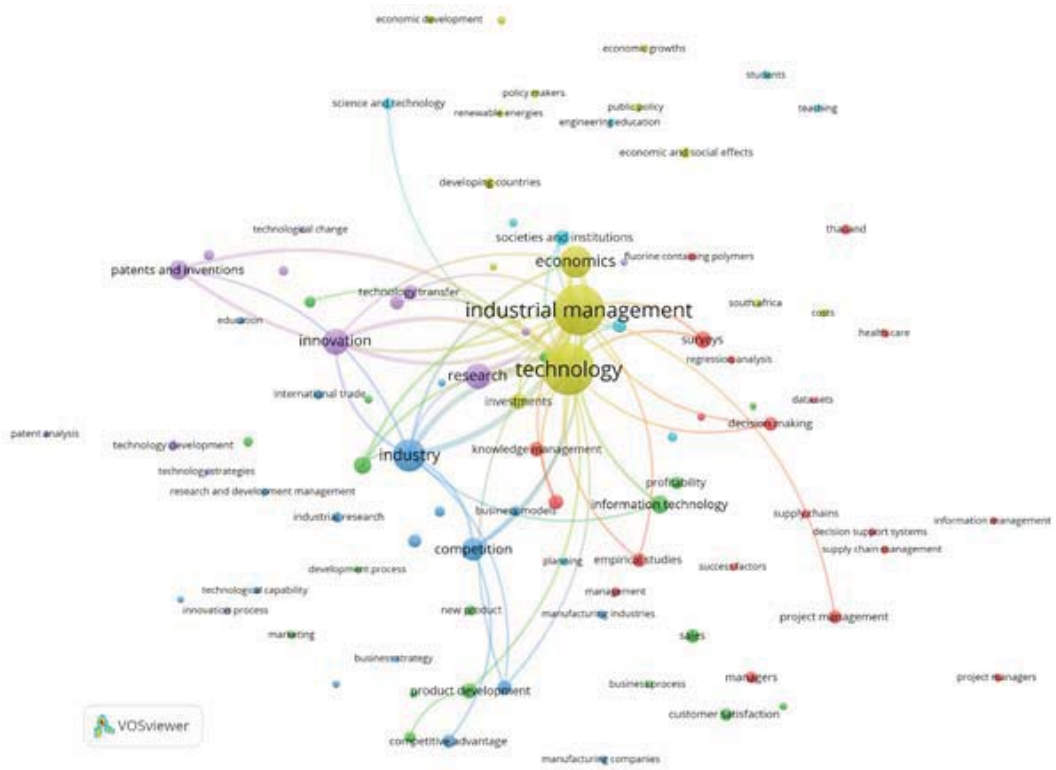 economic development
economic growths
students
policy makers
science and technology
public policy
teaching
renewable energies
engineering education
economic and social effects
developing countries
technological change
thailand
societies and institutions
fluorine containing polymers
economics
patents and inventions
technology transfer
south africa
industrial management
costs
education
healthcare
innovation
surveys
regression analysis
technology
research
international trade
investments
datasets
decision making
patent analysis
technology development
knowledge management
industry
technology strategies
profitability
research and development management
information technology
business models
supply chains
industrial research
information management
decision support systems
competition
supply chain management
planning
empirical studies
success factors
development process
technological capability
management
innovation process
new product
manufacturing industries
project management
marketing
sales
business strategy
managers
project managers
business process
product development
customer satisfaction
VOSviewer
competitive advantage
manufacturing companies